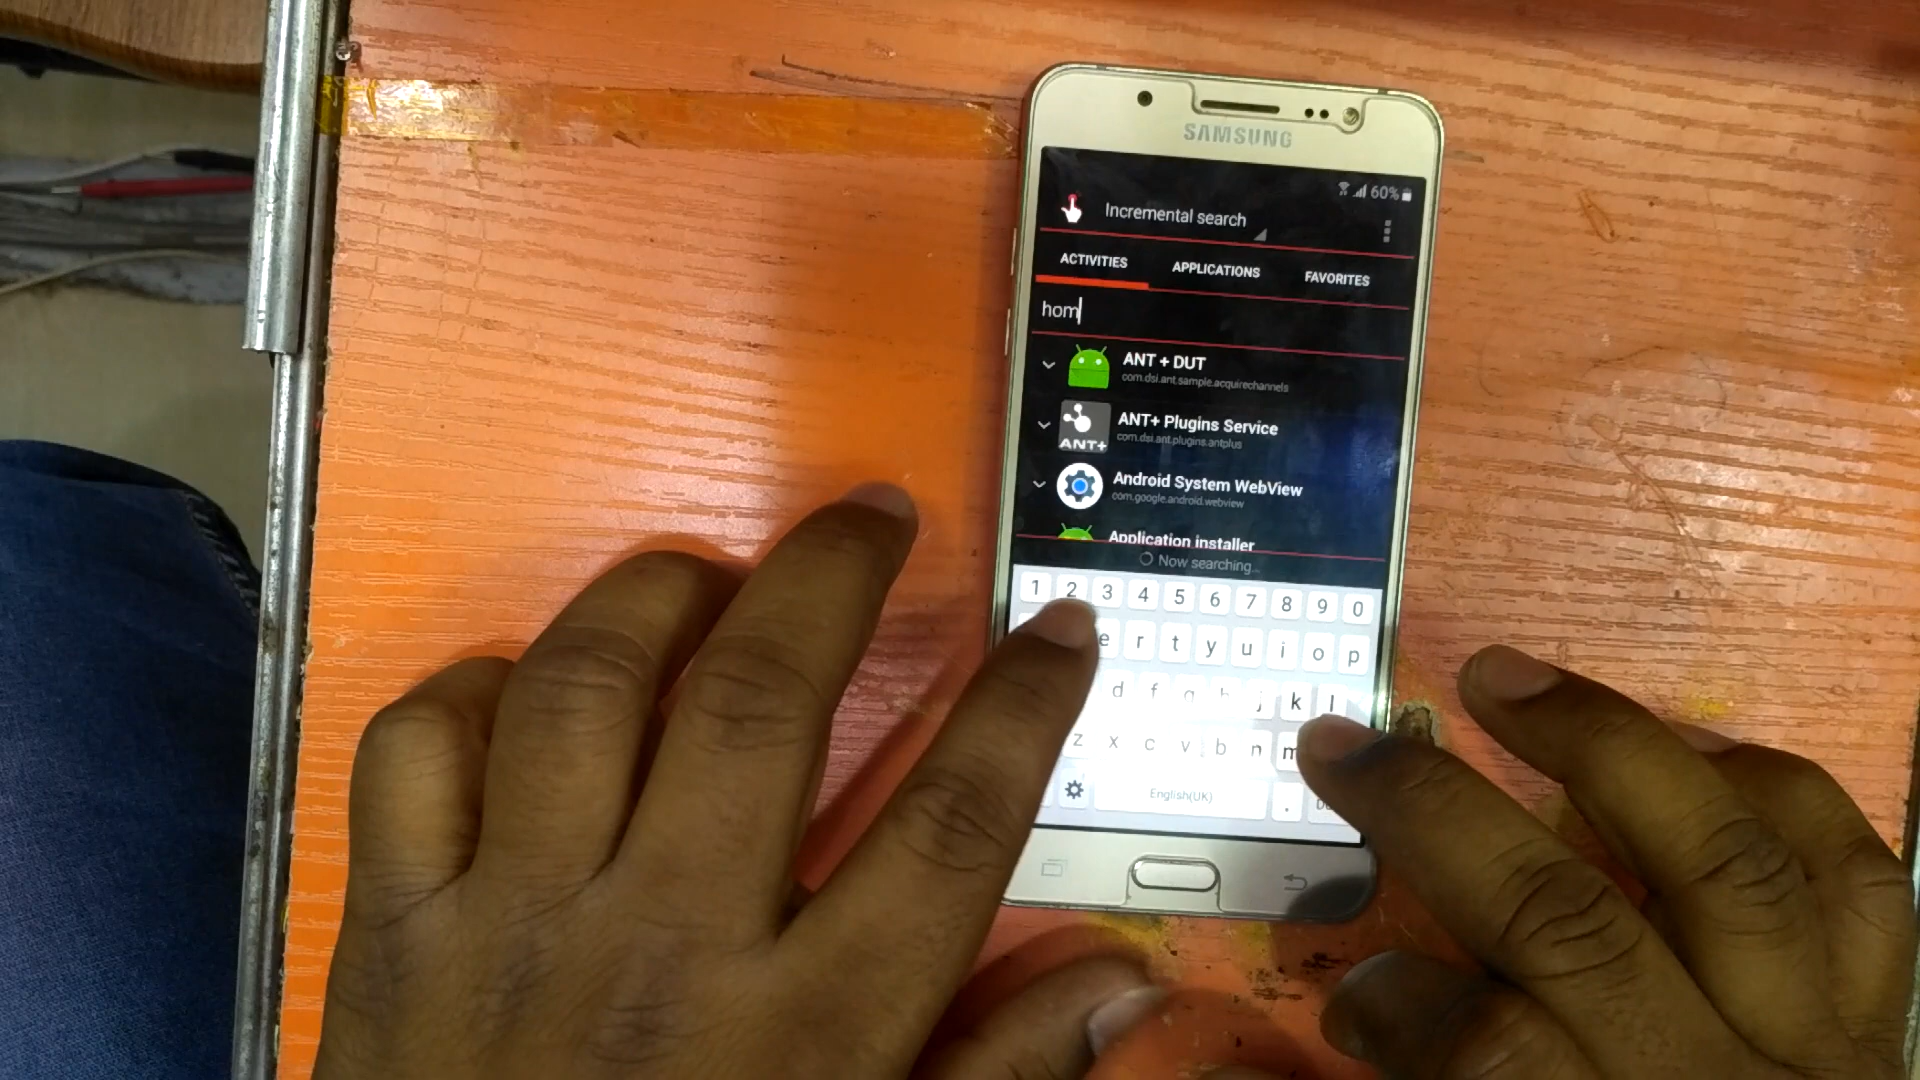 SAMSUNG
60%
Incremental search
ACTIVITIES APPLICATIONS FAVORITES
hom
ANT + DUT
com.dsi.ant.sample.acquirechannels
ANT+
ANT+ Plugins Service
com.dsi.ant.plugins.antplus
Android System WebView
com.google.android.webview
Application installer
Now searching...
1 2 3 4 5 6 7 8 9 0
e r t y u i o p
d f g h j k l
z x c v b n m
English(UK) .